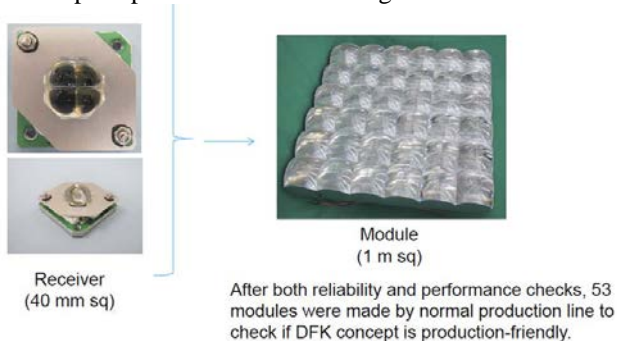 Receiver
(40 mm sq)
Module
(1 m sq)
After both reliability and performance checks, 53
modules were made by normal production line to
check if DFK concept is production-friendly.